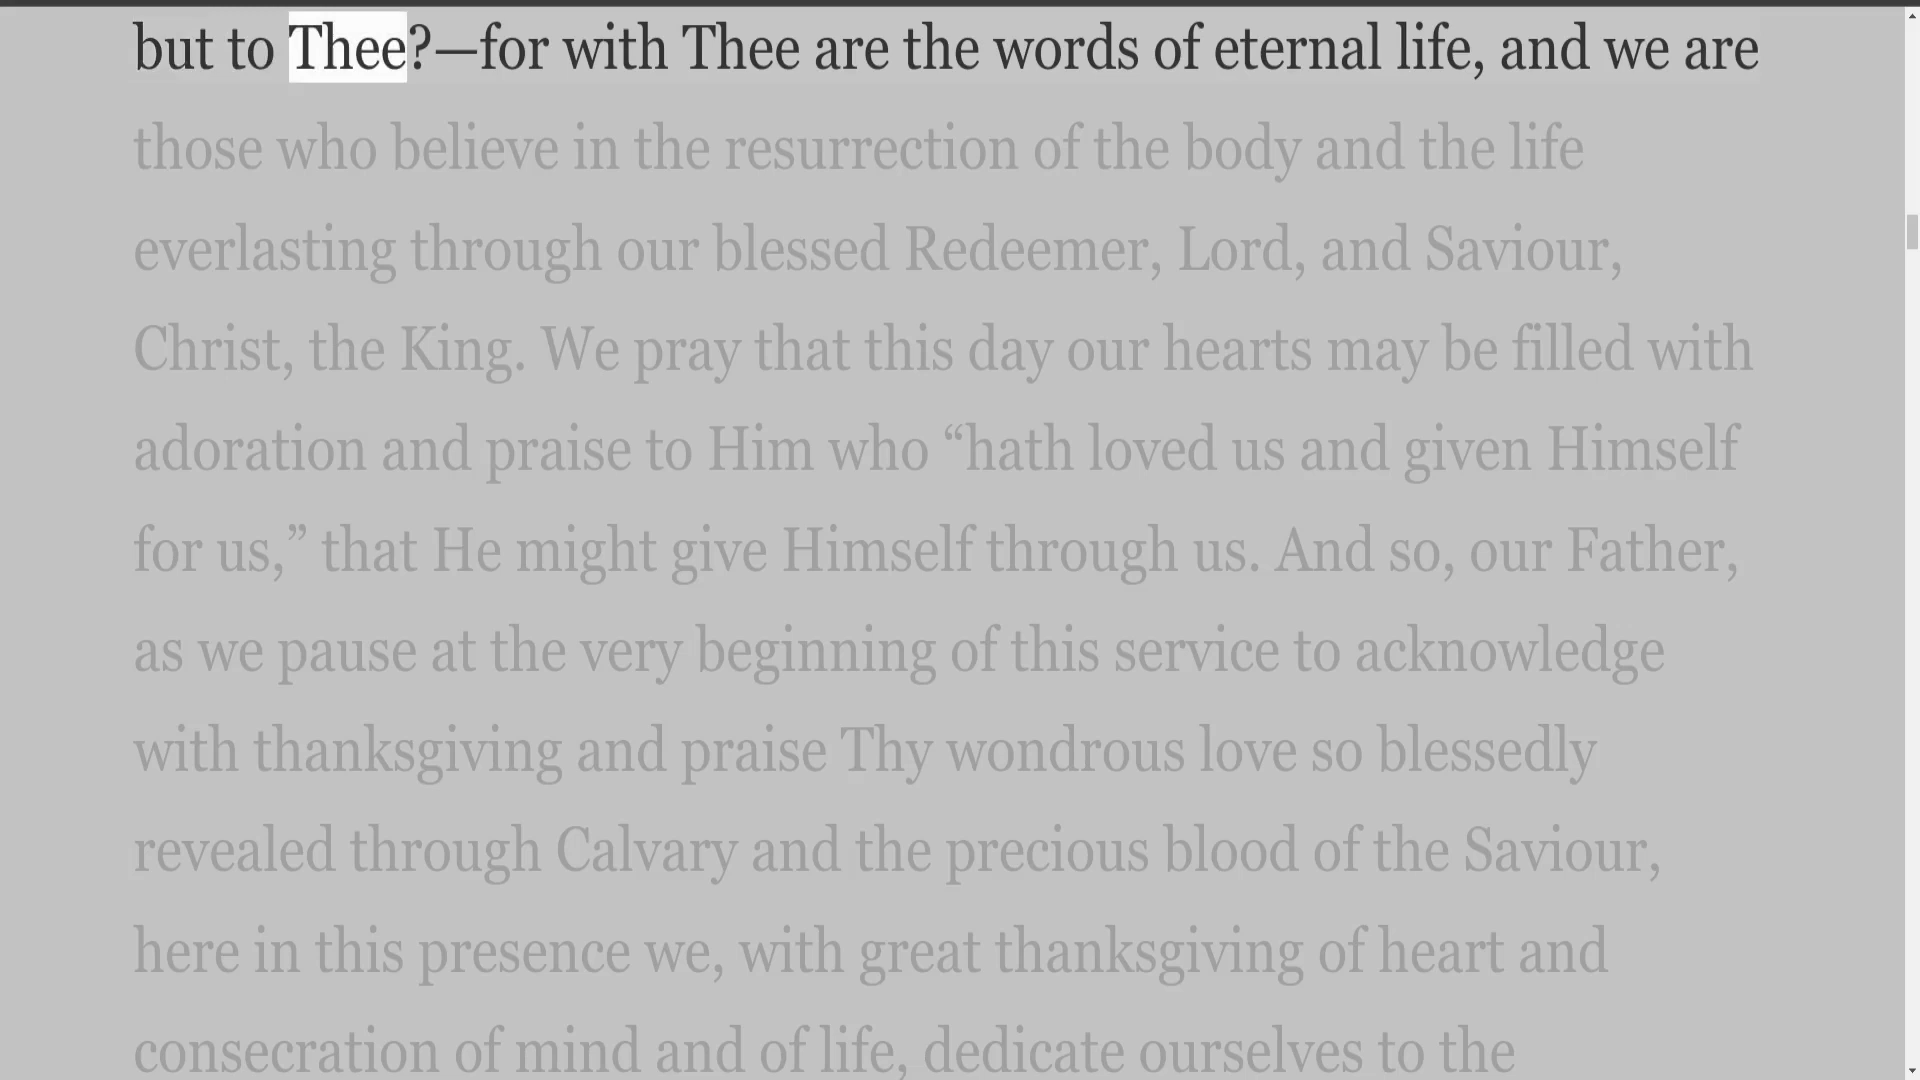 but to Thee?—for with Thee are the words of eternal life, and we are
those who believe in the resurrection of the body and the life
everlasting through our blessed Redeemer, Lord, and Saviour,
Christ, the King. We pray that this day our hearts may be filled with
adoration and praise to Him who “hath loved us and given Himself
for us,” that He might give Himself through us. And so, our Father,
as we pause at the very beginning of this service to acknowledge
with thanksgiving and praise Thy wondrous love so blessedly
revealed through Calvary and the precious blood of the Saviour,
here in this presence we, with great thanksgiving of heart and
consecration of mind and of life, dedicate ourselves to the